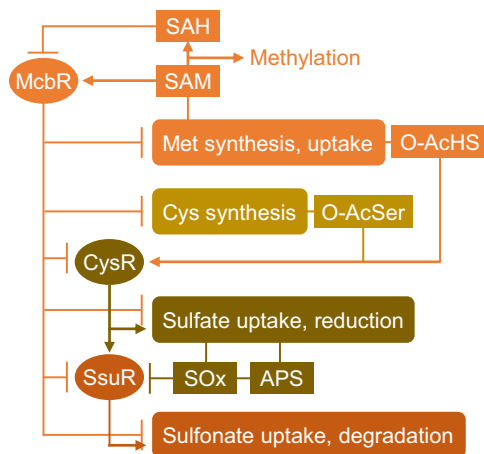 SAH
Methylation
McbR
SAM
Met synthesis, uptake
O-AcHS
Cys synthesis
O-AcSer
CysR
Sulfate uptake, reduction
SsuR
SOx
APS
Sulfonate uptake, degradation